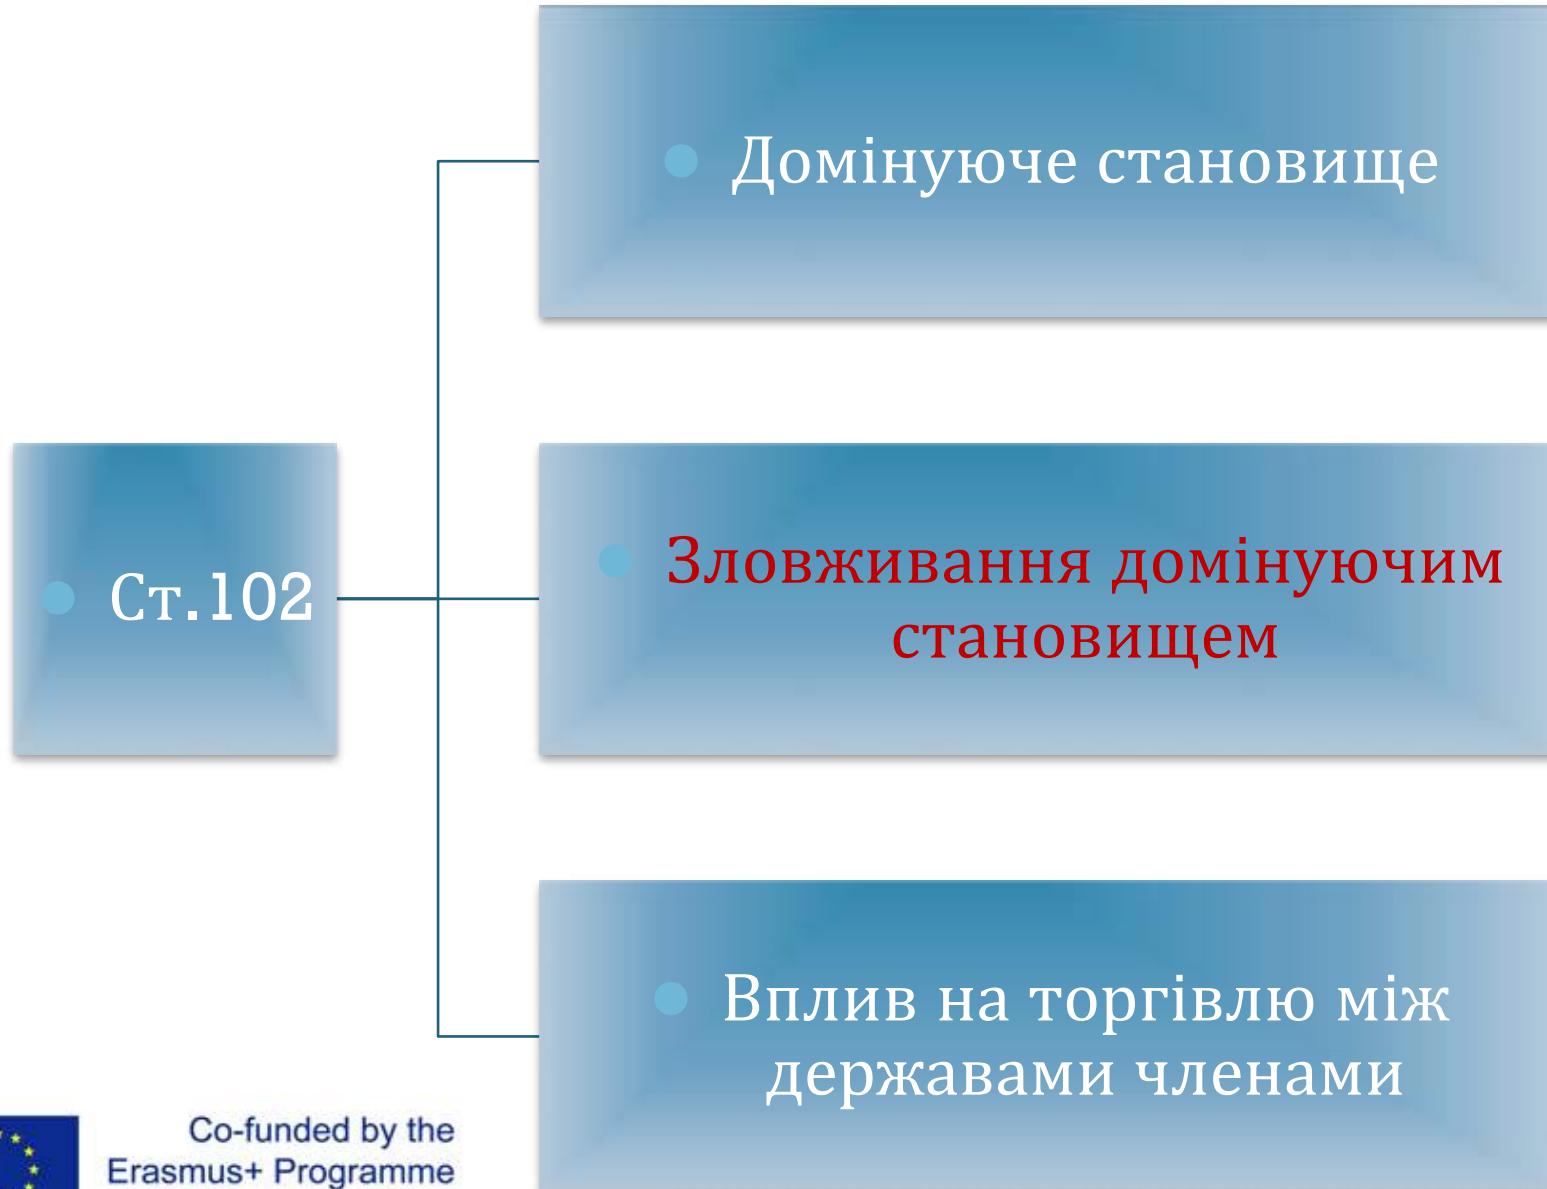 Домінуюче становище
Ст.102
Зловживання домінуючим
становищем
Вплив на торгівлю між
державами членами
Co-funded by the
Erasmus+ Programme